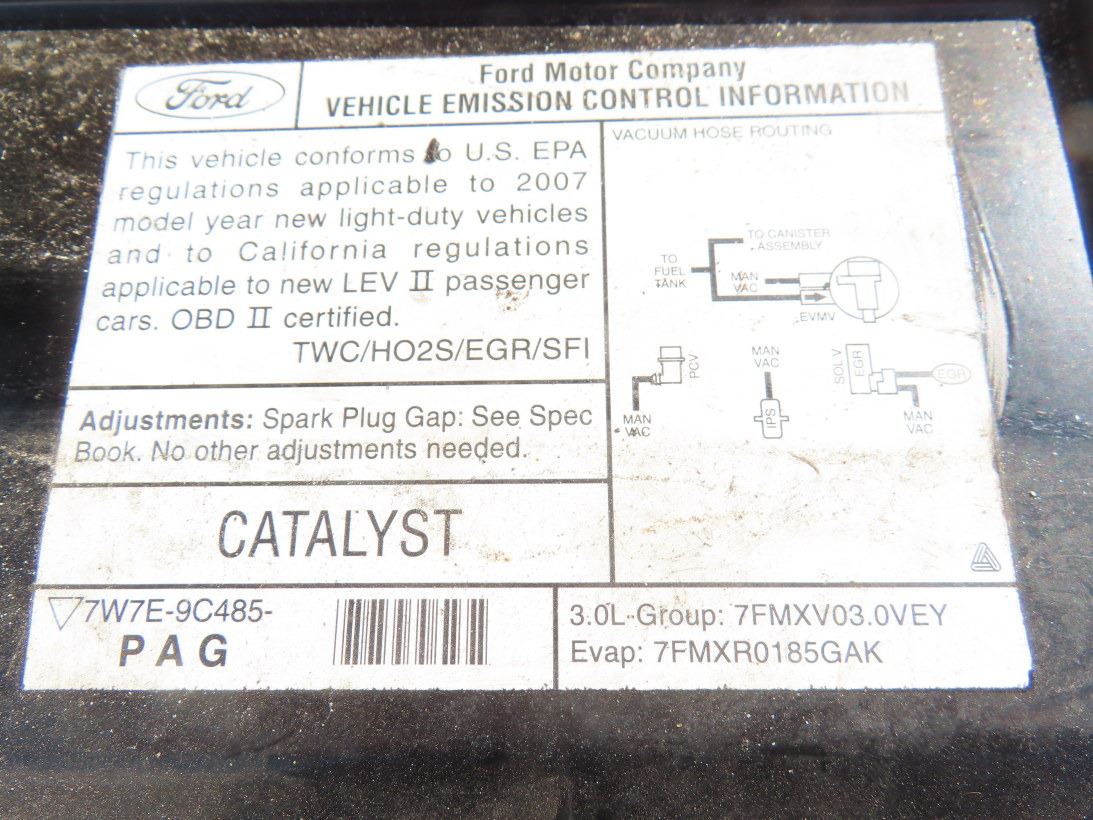 Ford
Ford Motor Company
VEHICLE EMISSION CONTROL INFORMATION
This vehicle conforms to U.S. EPA
regulations applicable to 2007
model year new light-duty vehicles
and to California regulations
applicable to new LEV II passenger
cars. OBD II certified.
TWC/HO2S/EGR/SFI
Adjustments: Spark Plug Gap: See Spec
Book. No other adjustments needed.
CATALYST
7W7E-9C485-
PAG
VACUUM HOSE ROUTING
TO CANISTER
ASSEMBLY
TO
FUEL
TANK
MAN
VAC
EVMV
PCV
MAN
VAC
MAN
VAC
IPS
SOL V
EGR
EGR
MAN
VAC
3.0L-Group: 7FMXV03.0VEY
Evap: 7FMXR0185GAK